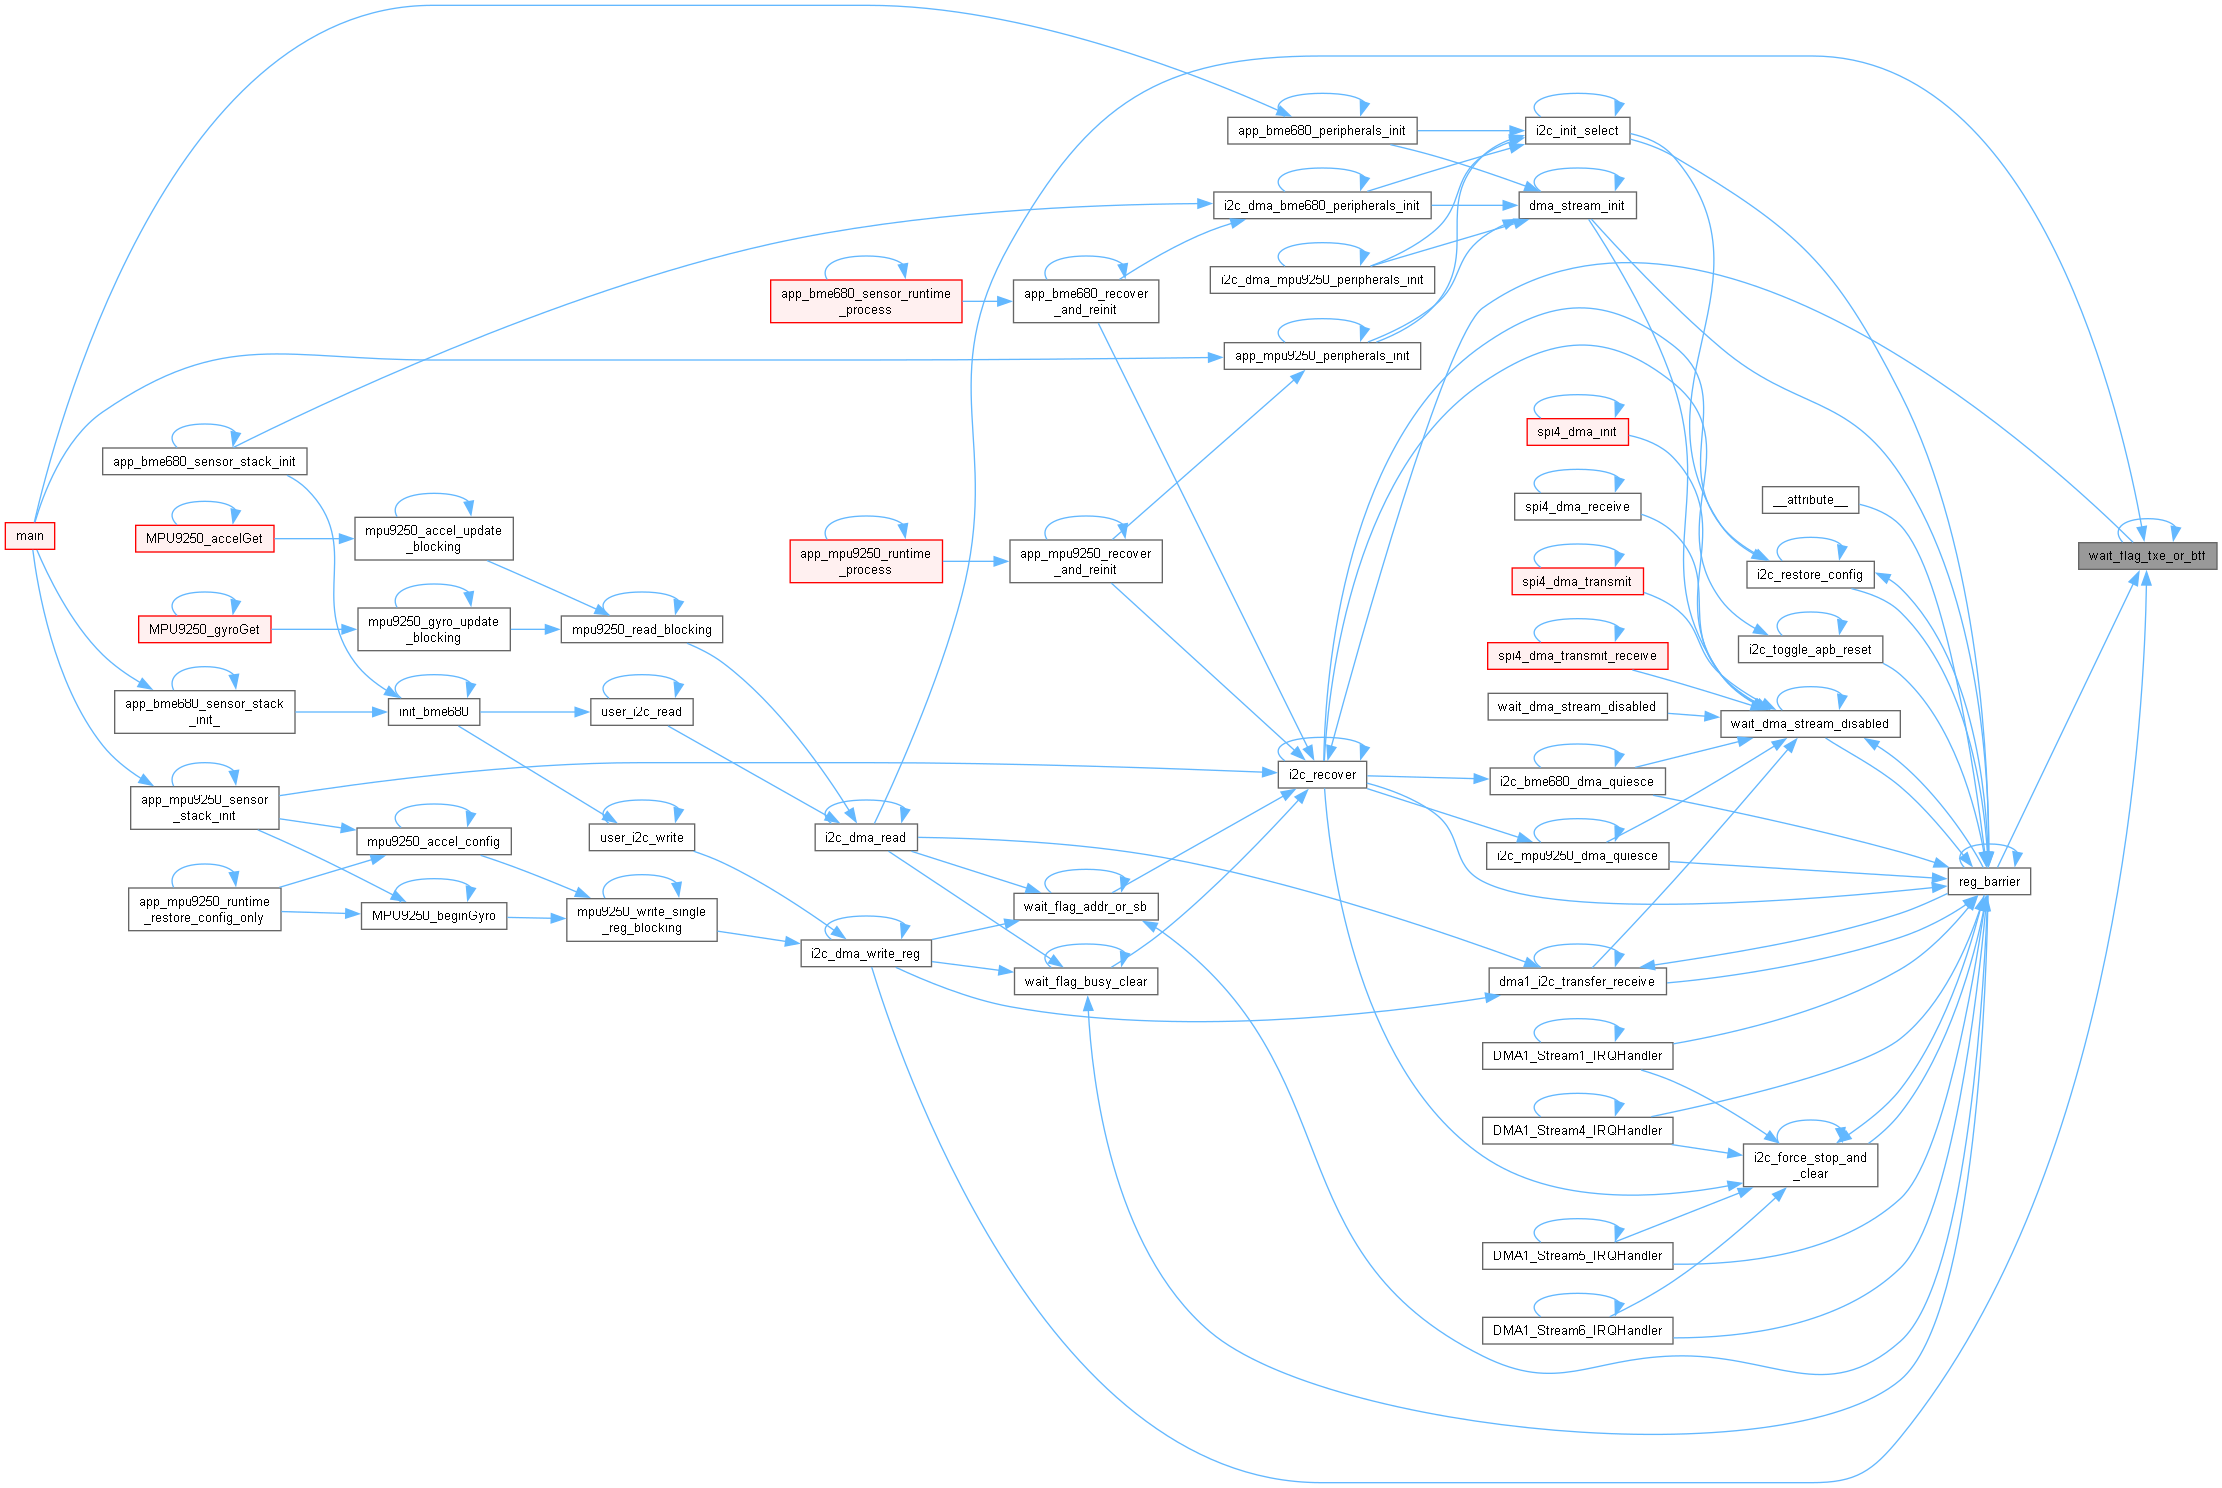 app_bme680_peripherals_init
i2c_init_select
i2c_dma_bme680_peripherals_init
dma_stream_init
i2c_dma_mpu9250_peripherals_init
app_bme680_sensor_runtime
_process
app_bme680_recover
_and_reinit
app_mpu9250_peripherals_init
spi4_dma_init
app_bme680_sensor_stack_init
spi4_dma_receive
__attribute__
main
MPU9250_accelGet
mpu9250_accel_update
_blocking
app_mpu9250_runtime
_process
app_mpu9250_recover
_and_reinit
spi4_dma_transmit
i2c_restore_config
wait_flag_txe_or_btf
MPU9250_gyroGet
mpu9250_gyro_update
_blocking
mpu9250_read_blocking
spi4_dma_transmit_receive
i2c_toggle_apb_reset
app_bme680_sensor_stack
_init_
init_bme680
user_i2c_read
wait_dma_stream_disabled
wait_dma_stream_disabled
i2c_recover
i2c_bme680_dma_quiesce
app_mpu9250_sensor
_stack_init
mpu9250_accel_config
user_i2c_write
i2c_dma_read
i2c_mpu9250_dma_quiesce
app_mpu9250_runtime
_restore_config_only
MPU9250_beginGyro
mpu9250_write_single
_reg_blocking
wait_flag_addr_or_sb
reg_barrier
i2c_dma_write_reg
wait_flag_busy_clear
dma1_i2c_transfer_receive
DMA1_Stream1_IRQHandler
DMA1_Stream4_IRQHandler
i2c_force_stop_and
_clear
DMA1_Stream5_IRQHandler
DMA1_Stream6_IRQHandler